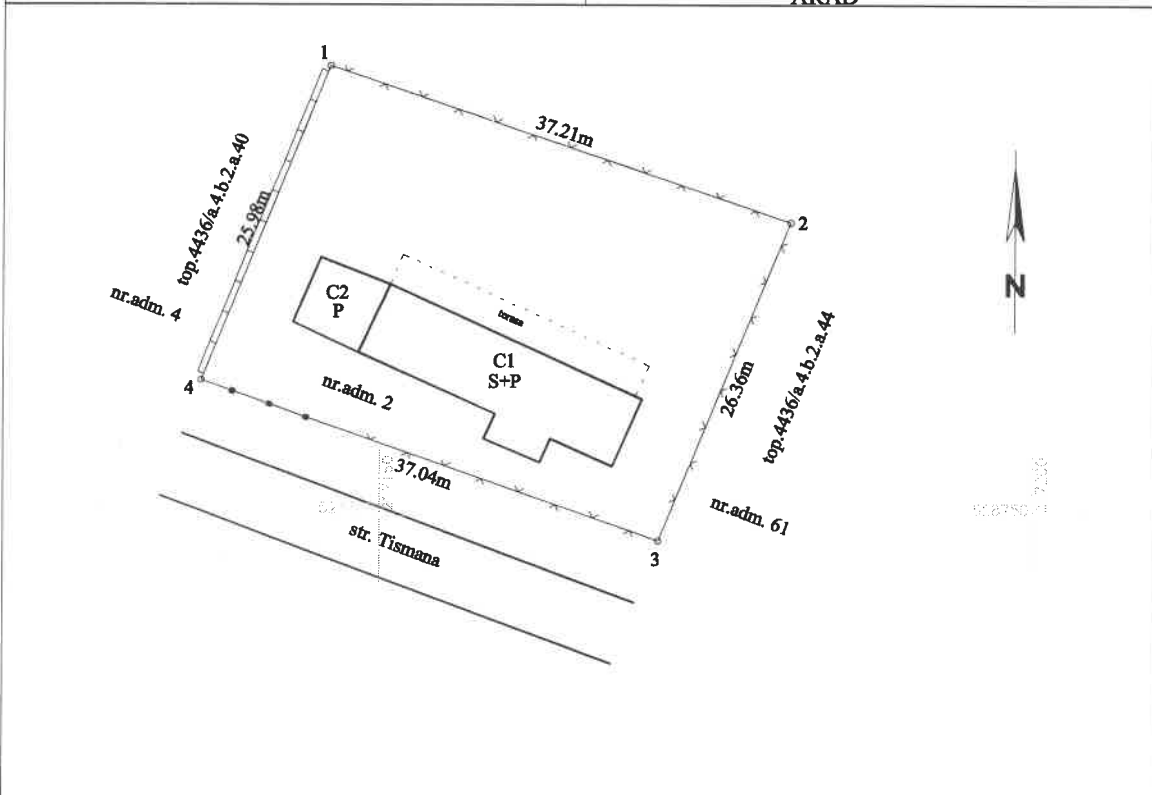 ARAD
1
37.21m
2
top.4436/a.4.b.2.a.40
25.98m
N
nr.adm. 4
C2
P
terasa
C1
S+P
26.36m
top.4436/a.4.b.2.a.44
4
nr.adm. 2
37.04m
nr.adm. 61
3
str. Tismana